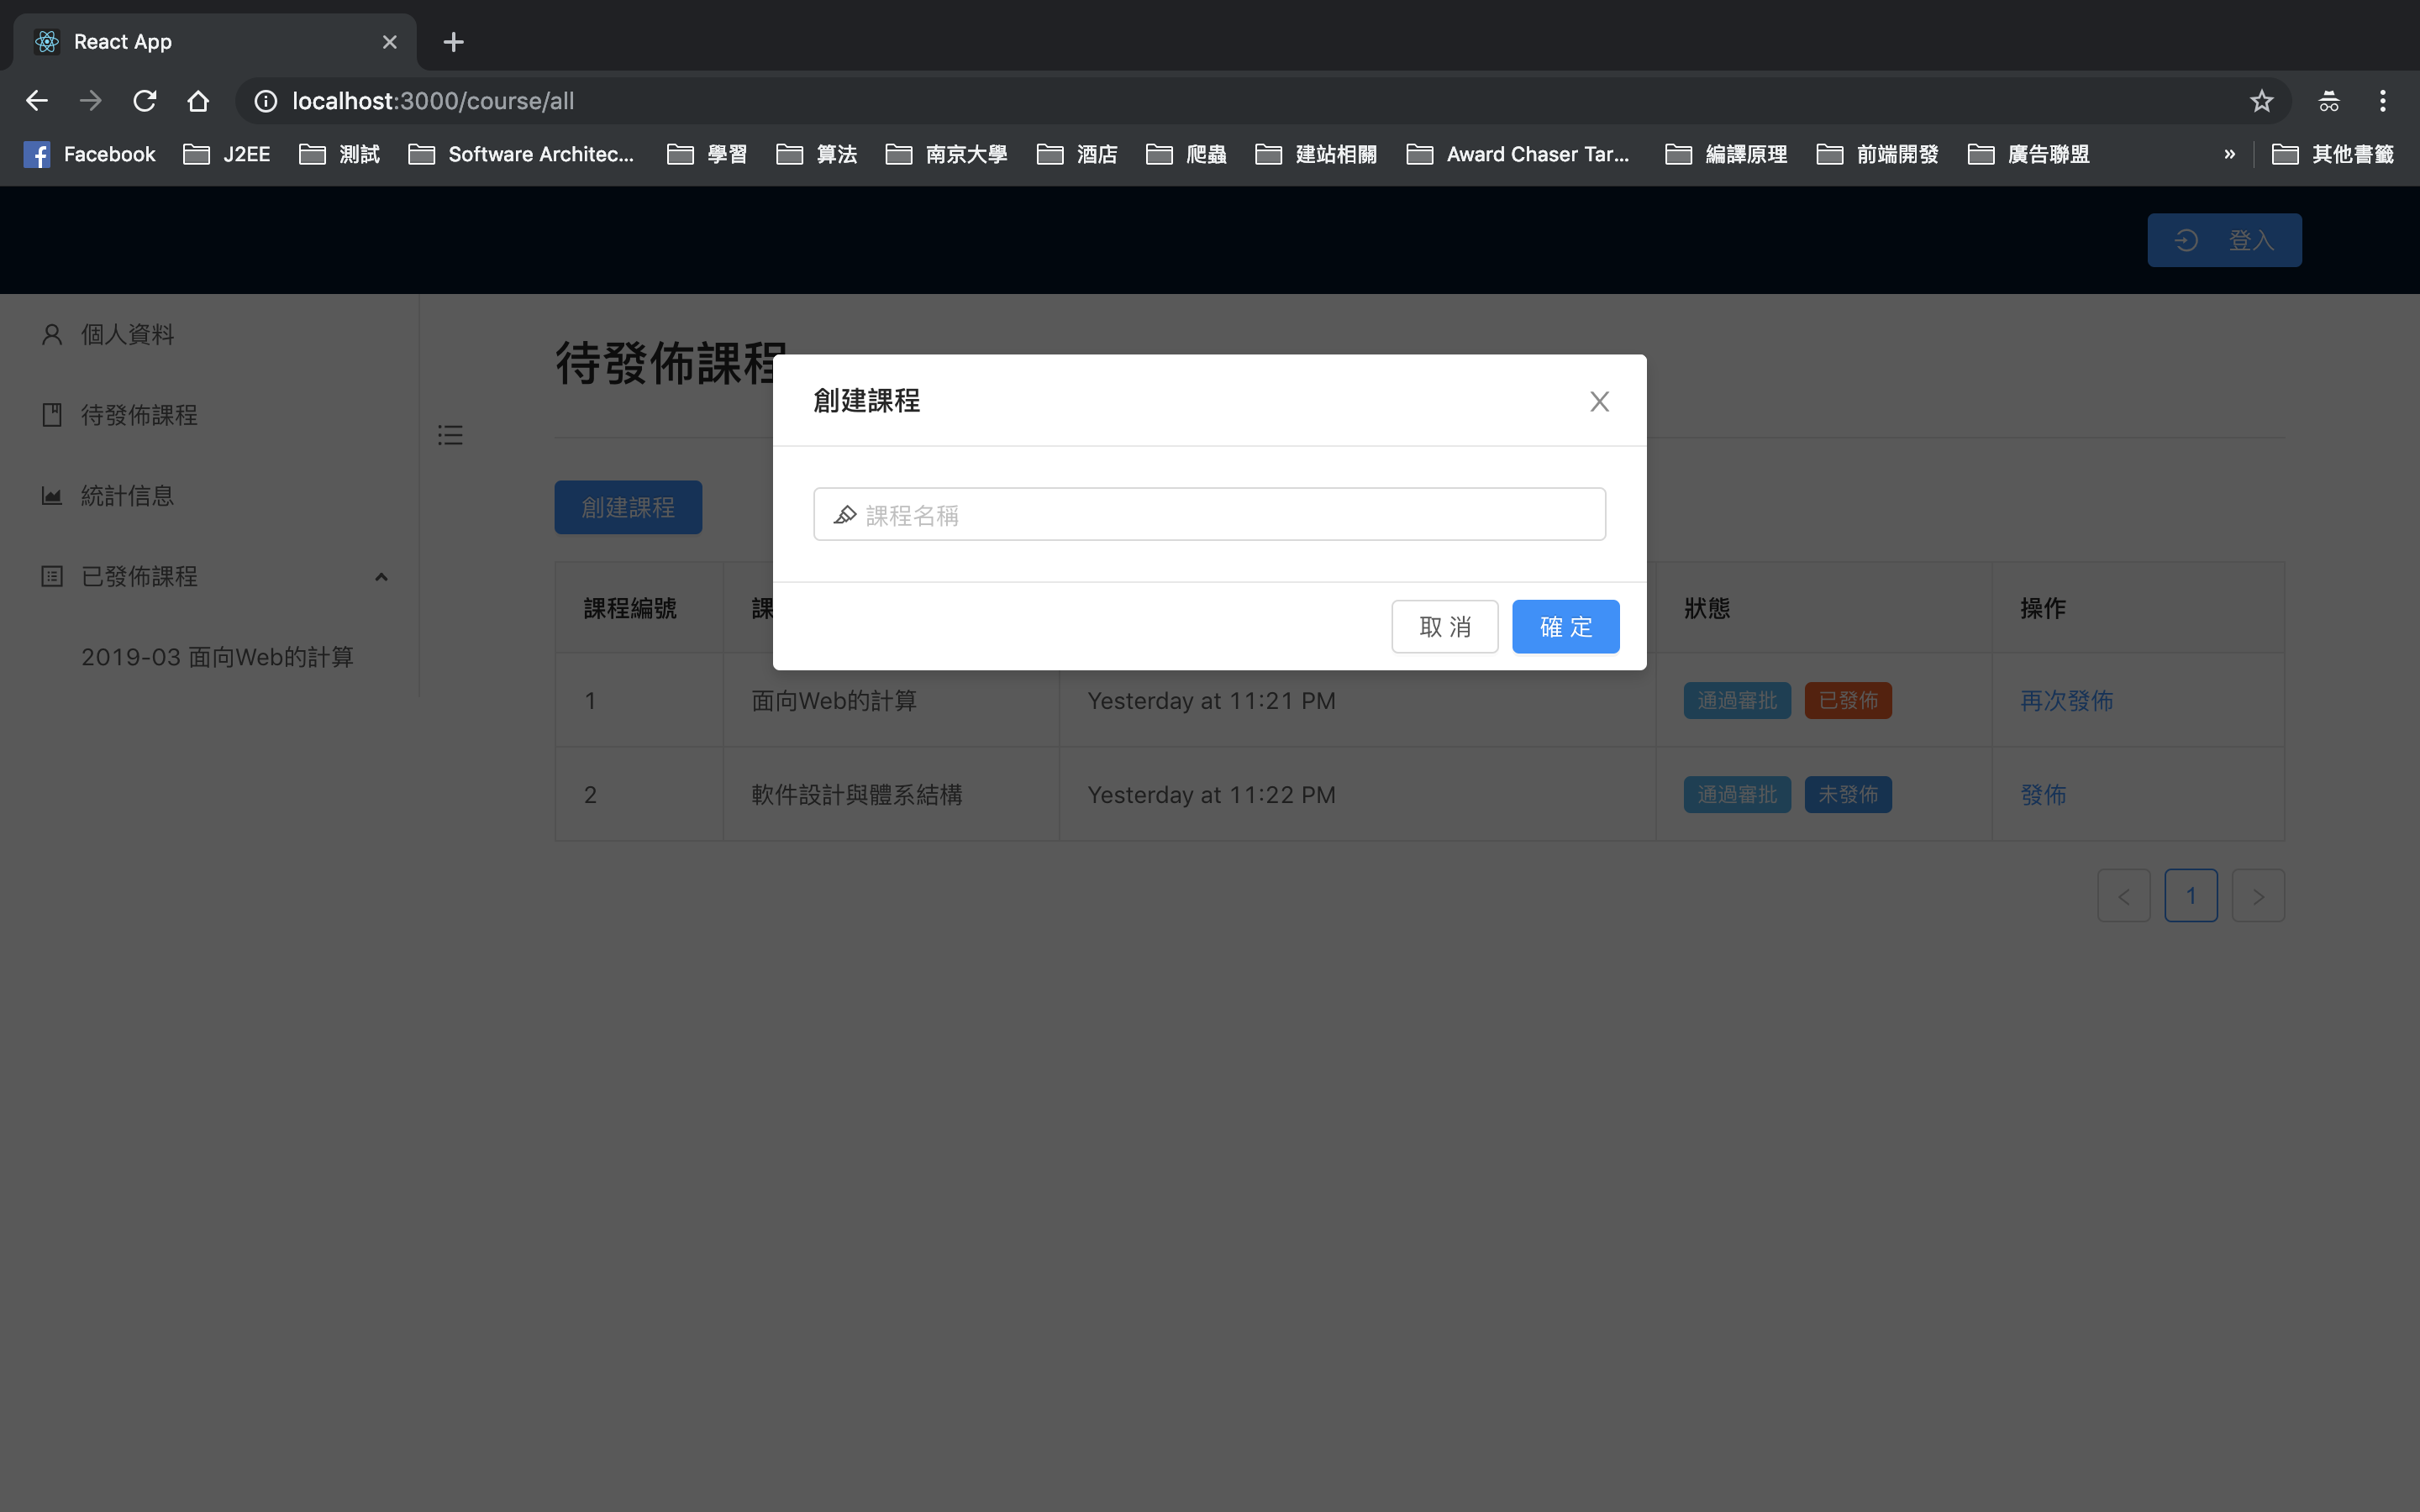 React App
localhost:3000/course/all
Facebook J2EE 測試 Software Architec... 學習 算法 南京大學 酒店 爬蟲 建站相關 Award Chaser Tar... 編譯原理 前端開發 廣告聯盟 » 其他書籤
登入
個人資料
待發佈課程
統計信息
已發佈課程
2019-03 面向Web的計算
待發佈課程
創建課程
創建課程
課程名稱
取 消 確 定
課程編號 課 狀態 操作
1 面向Web的計算 Yesterday at 11:21 PM 通過審批 已發佈 再次發佈
2 軟件設計與體系結構 Yesterday at 11:22 PM 通過審批 未發佈 發佈
< 1 >